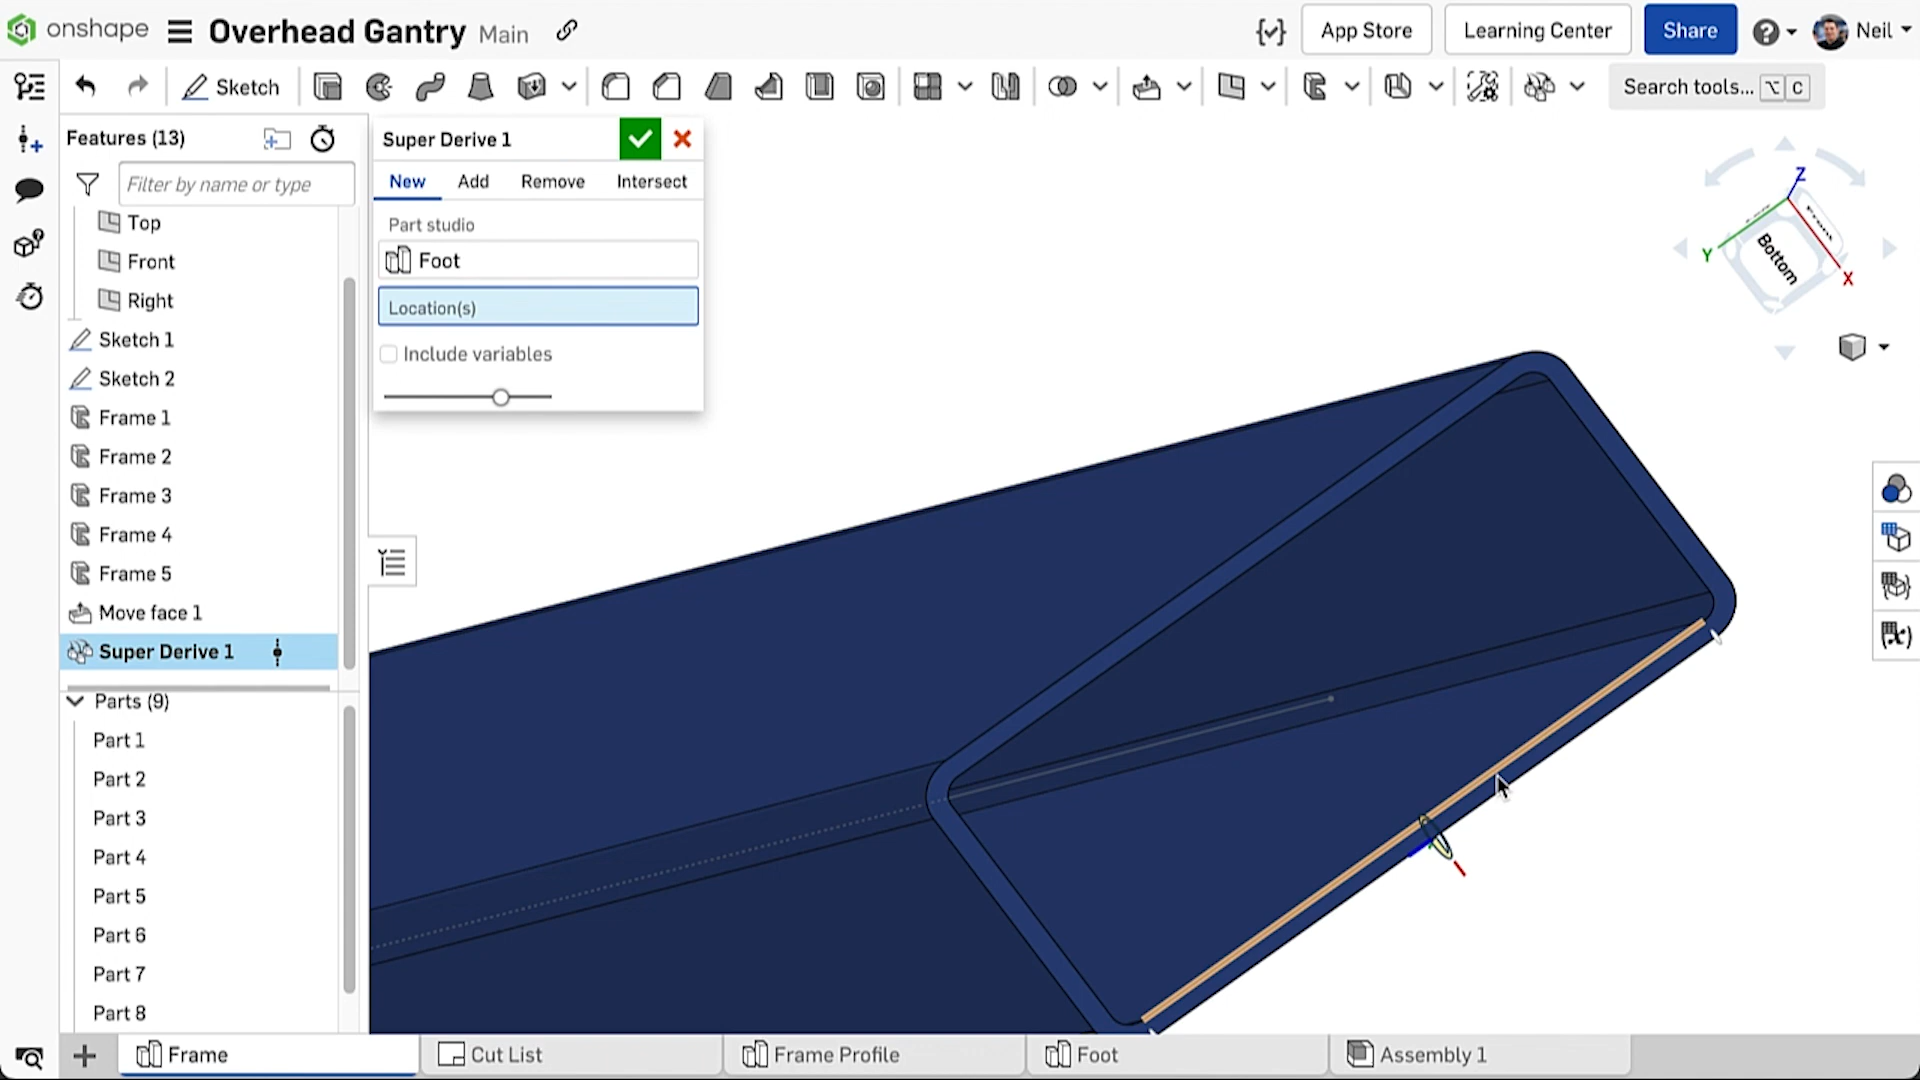 onshape Overhead Gantry Main App Store Learning Center Share Neil
Sketch Search tools... ⌥ C
Features (13)
Filter by name or type
Top
Front
Right
Sketch 1
Sketch 2
Frame 1
Frame 2
Frame 3
Frame 4
Frame 5
Move face 1
Super Derive 1
Parts (9)
Part 1
Part 2
Part 3
Part 4
Part 5
Part 6
Part 7
Part 8
Super Derive 1
New Add Remove Intersect
Part studio
Foot
Location(s)
Include variables
Z
Front
Bottom
Y
X
Frame Cut List Frame Profile Foot Assembly 1